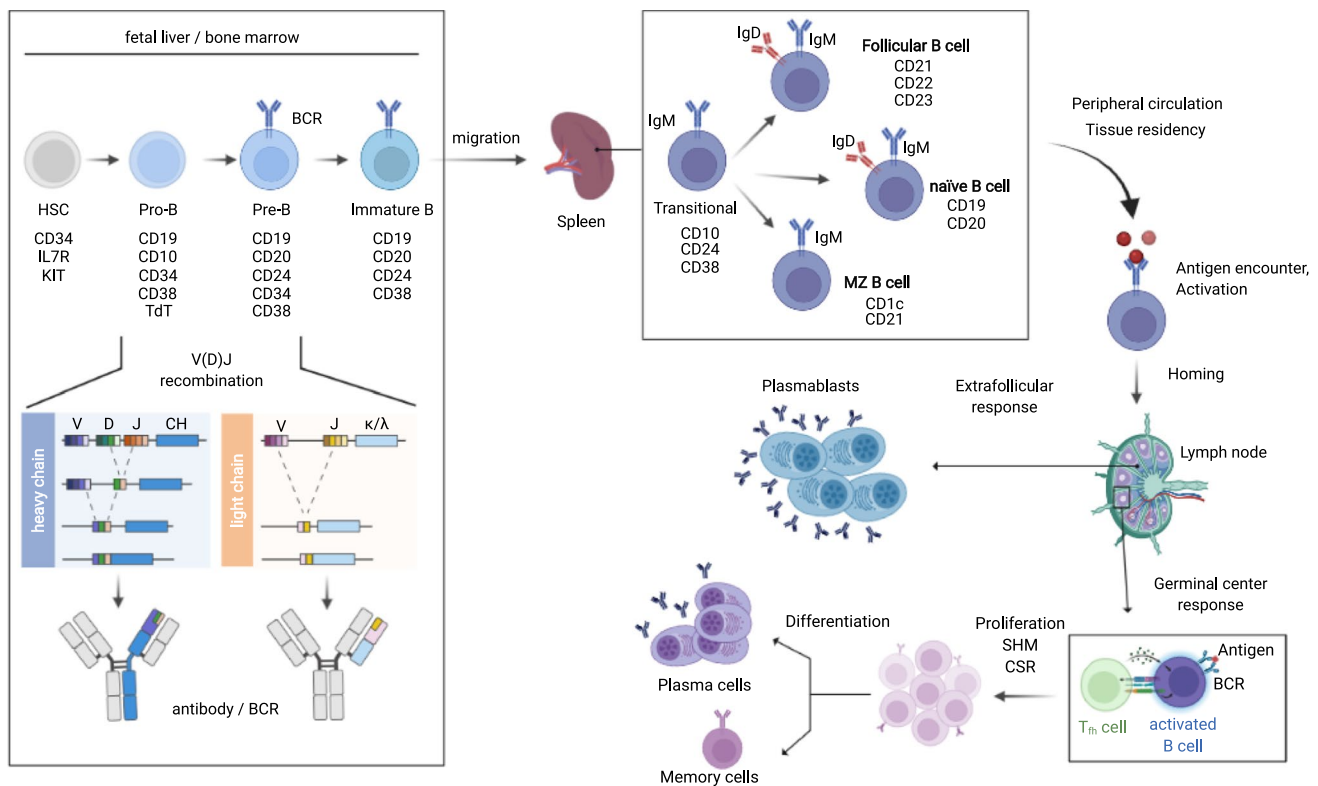 fetal liver / bone marrow
BCR
HSC
CD34
IL7R
KIT
Pro-B
CD19
CD10
CD34
CD38
TdT
Pre-B
CD19
CD20
CD24
CD34
CD38
Immature B
CD19
CD20
CD24
CD38
V(D)J
recombination
heavy chain
V
D
J
CH
light chain
V
J
κ/λ
antibody / BCR
migration
Spleen
IgM
Transitional
CD10
CD24
CD38
IgD
IgM
Follicular B cell
CD21
CD22
CD23
IgD
IgM
naïve B cell
CD19
CD20
IgM
MZ B cell
CD1c
CD21
Peripheral circulation
Tissue residency
Antigen encounter,
Activation
Homing
Lymph node
Extrafollicular
response
Plasmablasts
Germinal center
response
Antigen
BCR
Tfh cell
activated
B cell
Proliferation
SHM
CSR
Differentiation
Plasma cells
Memory cells